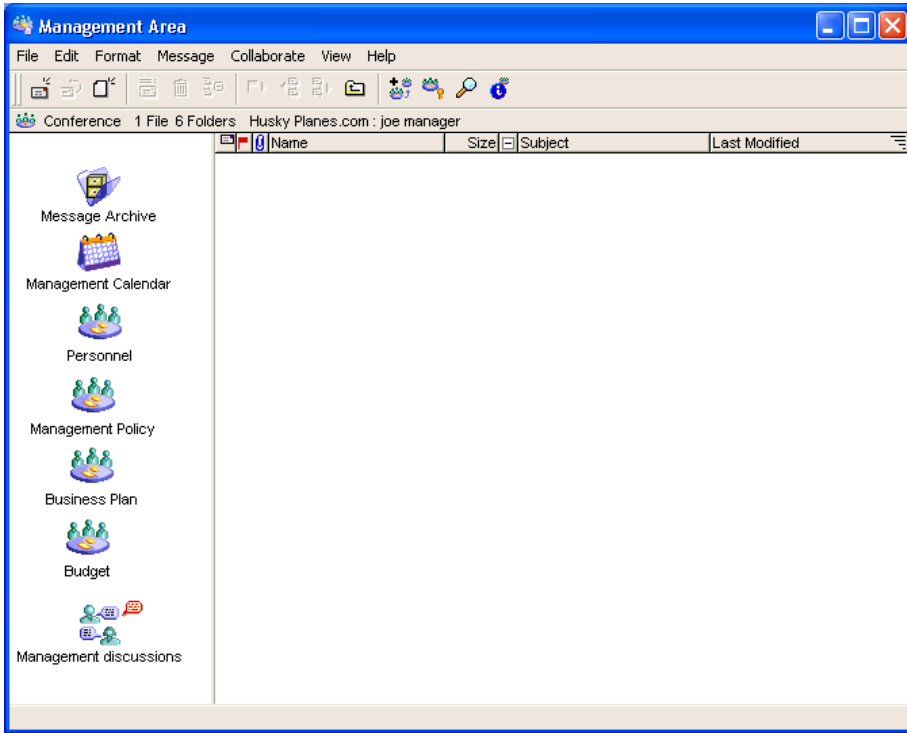 Management Area
File Edit Format Message Collaborate View Help
Conference 1 File 6 Folders Husky Planes.com : joe manager
Name Size Subject Last Modified
Message Archive
Management Calendar
Personnel
Management Policy
Business Plan
Budget
Management discussions